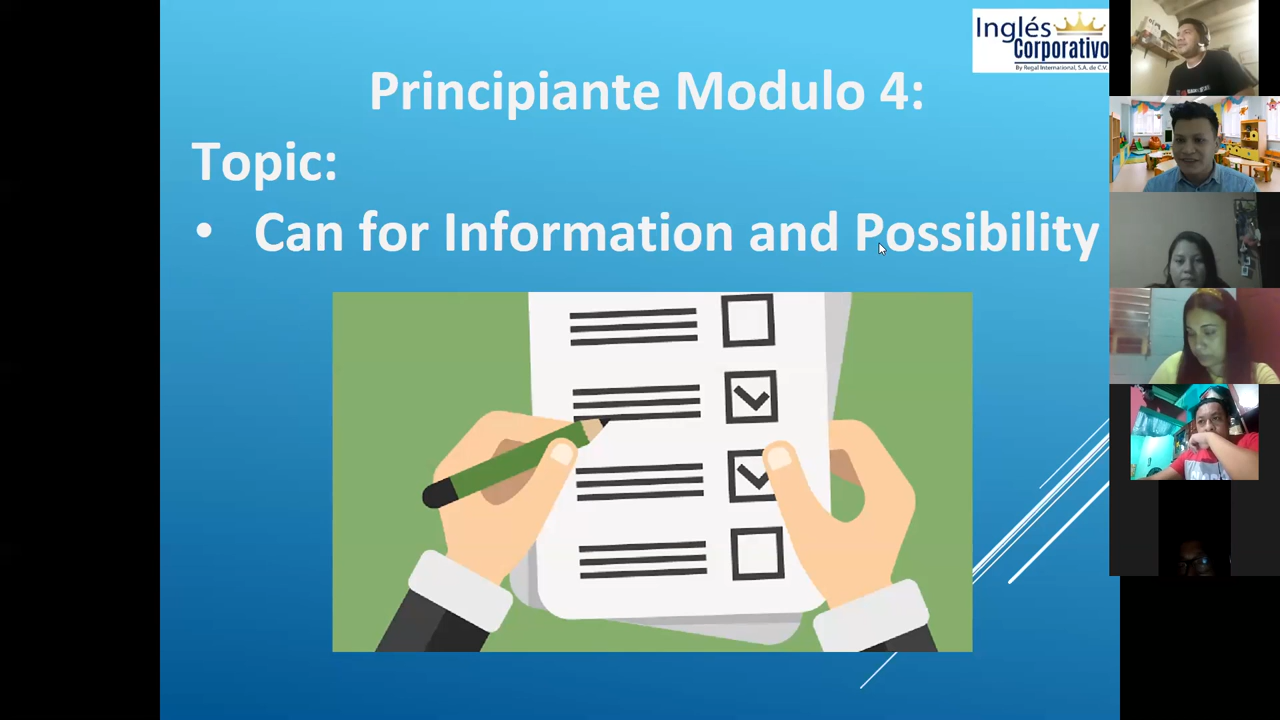 Inglés
Corporativo
By Regal International, S.A. de C.V.
Principiante Modulo 4:
Topic:
• Can for Information and Possibility